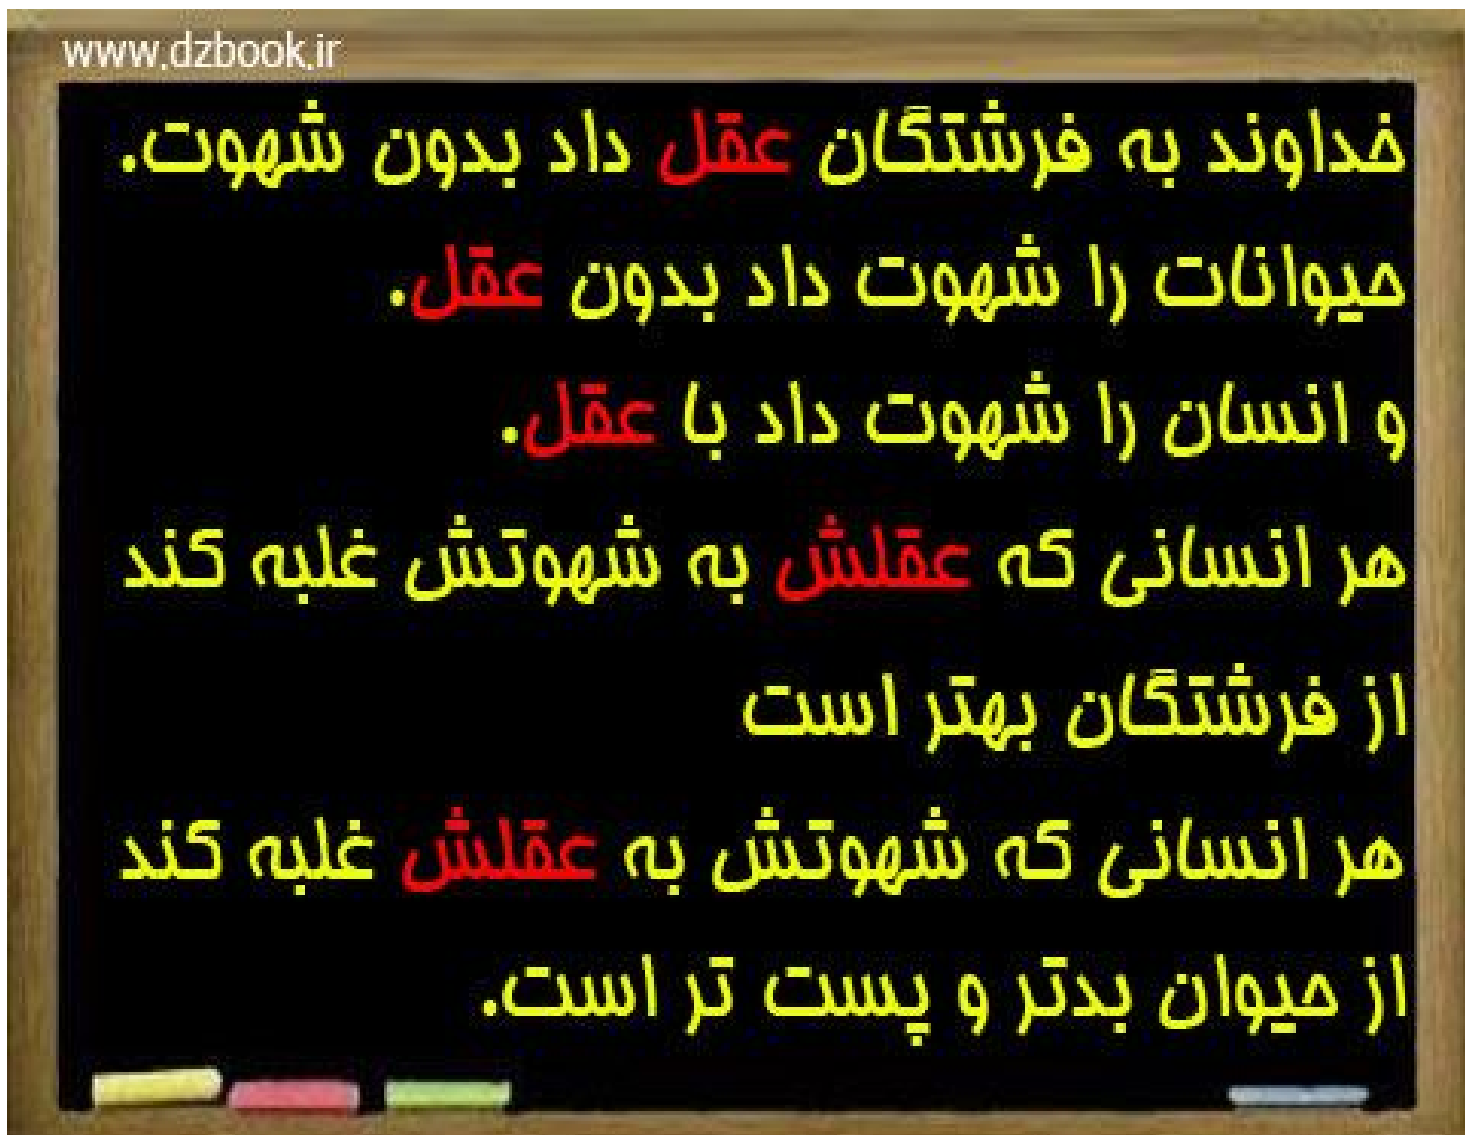 www.dzbook.ir
خداوند به فرشتگان عقل داد بدون شهوت.
حیوانات را شهوت داد بدون عقل.
و انسان را شهوت داد با عقل.
هر انسانی که عقلش به شهوتش غلبه کند
از فرشتگان بهتر است
هر انسانی که شهوتش به عقلش غلبه کند
از حیوان بدتر و پست تر است.